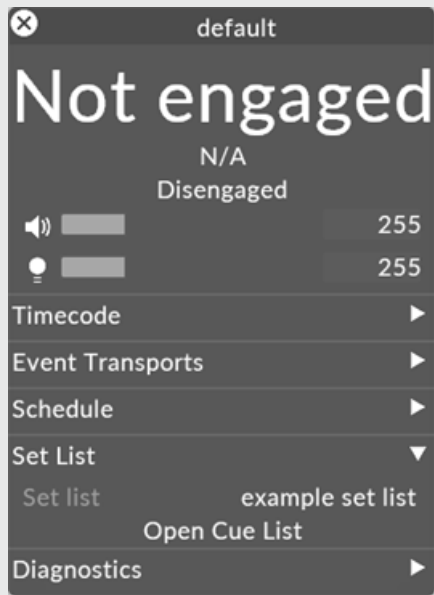 default
Not engaged
N/A
Disengaged
255
255
Timecode
Event Transports
Schedule
Set List
Set list example set list
Open Cue List
Diagnostics